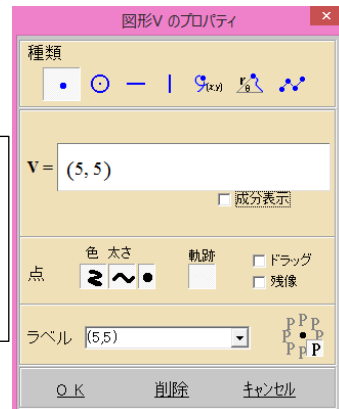 図形V のプロパティ
種類
(x,y) r θ
V = (5, 5)
成分表示
色 太さ 軌跡
ドラッグ
点
残像
ラベル (5,5)
P P P
P P
P P P
O K 削除 キャンセル